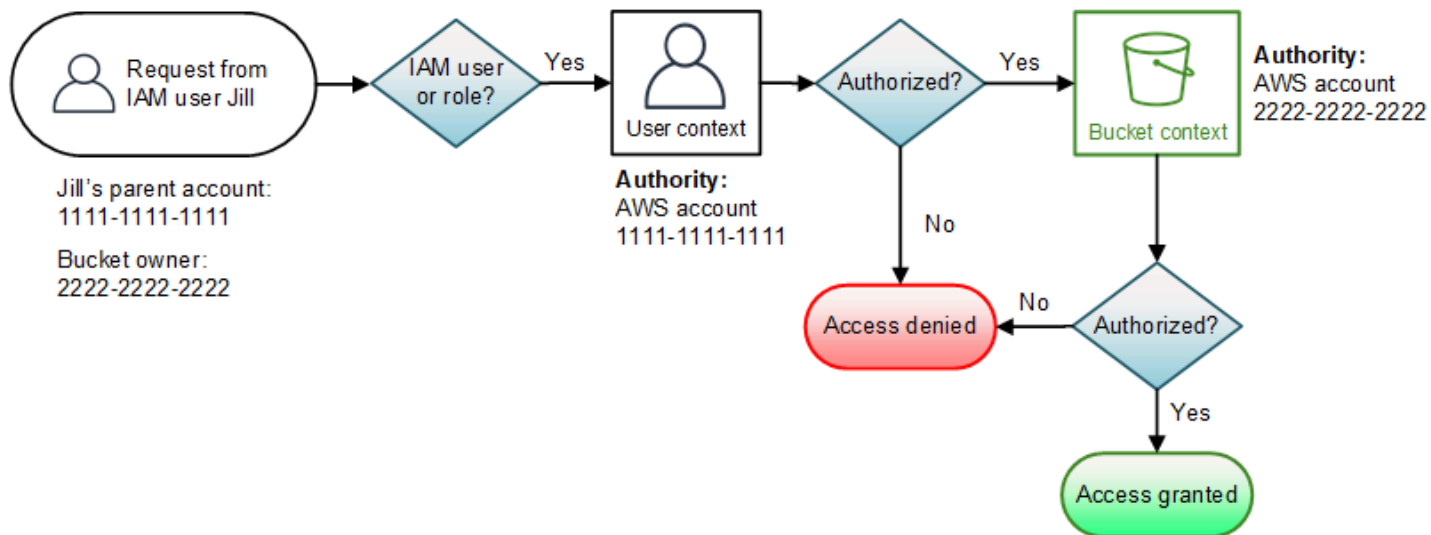 Request from
IAM user Jill
Jill's parent account:
1111-1111-1111
Bucket owner:
2222-2222-2222
IAM user
or role?
Yes
User context
Authority:
AWS account
1111-1111-1111
Authorized?
Yes
No
Bucket context
Authority:
AWS account
2222-2222-2222
Authorized?
No
Access denied
Yes
Access granted